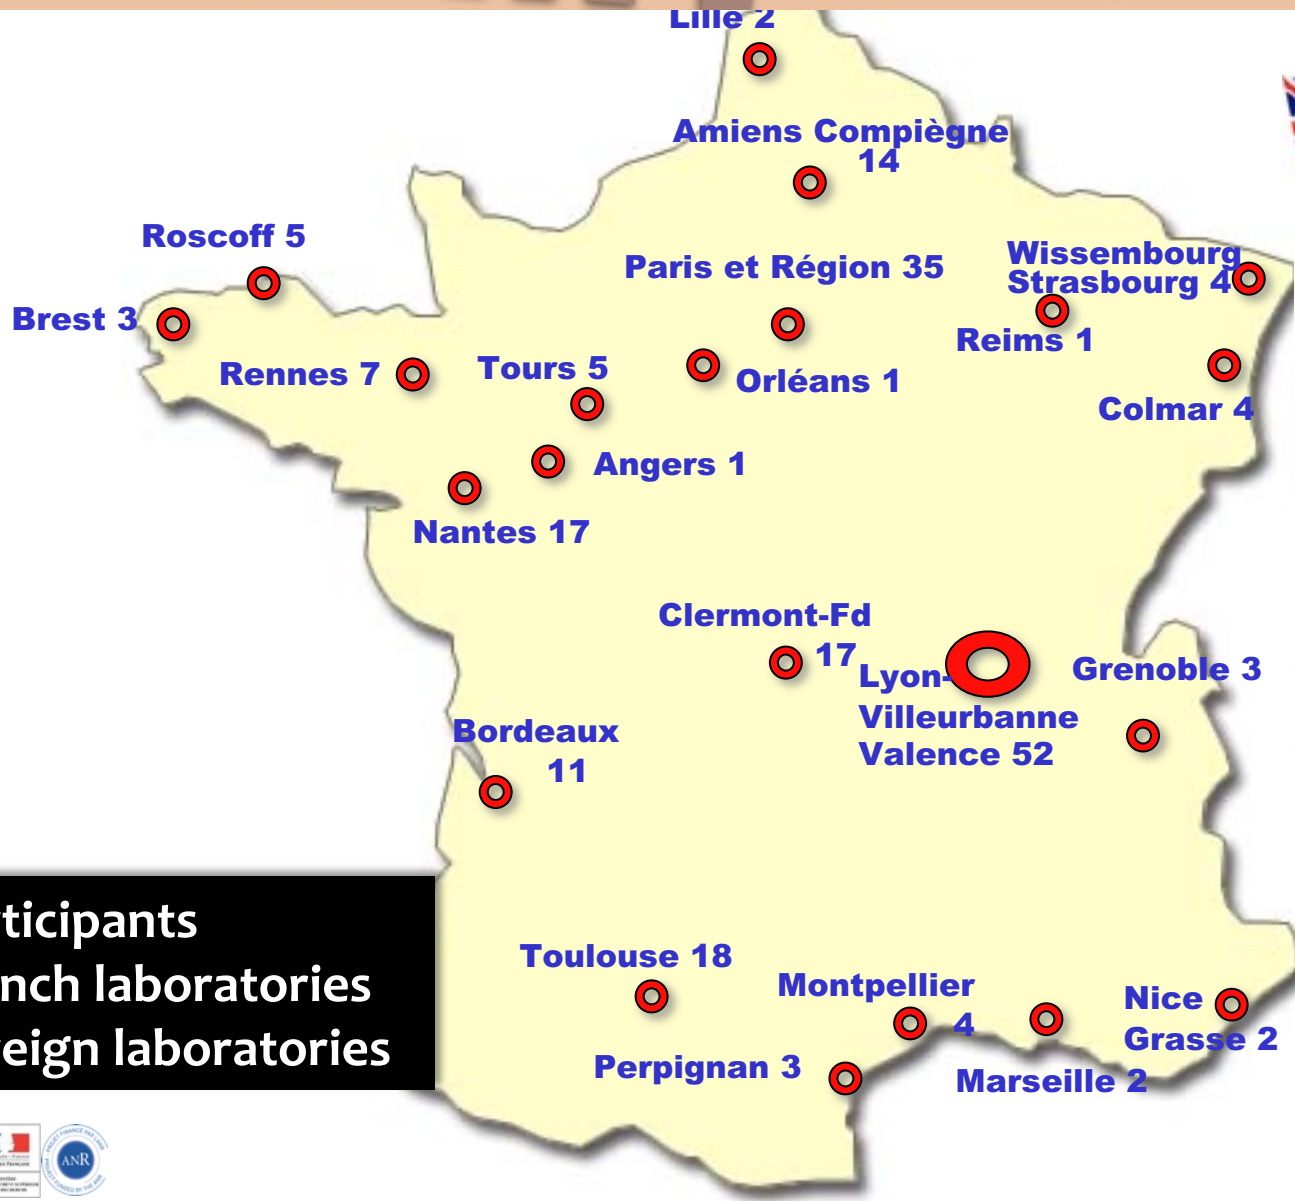 Lille 2
Amiens Compiègne
14
Roscoff 5
Paris et Région 35
Wissembourg
Strasbourg 4
Brest 3
Reims 1
Rennes 7
Tours 5
Orléans 1
Colmar 4
Angers 1
Nantes 17
Clermont-Fd
17
Lyon-
Villeurbanne
Valence 52
Grenoble 3
Bordeaux
11
ticipants
nch laboratories
eign laboratories
Toulouse 18
Montpellier
4
Nice
Grasse 2
Perpignan 3
Marseille 2
ANR